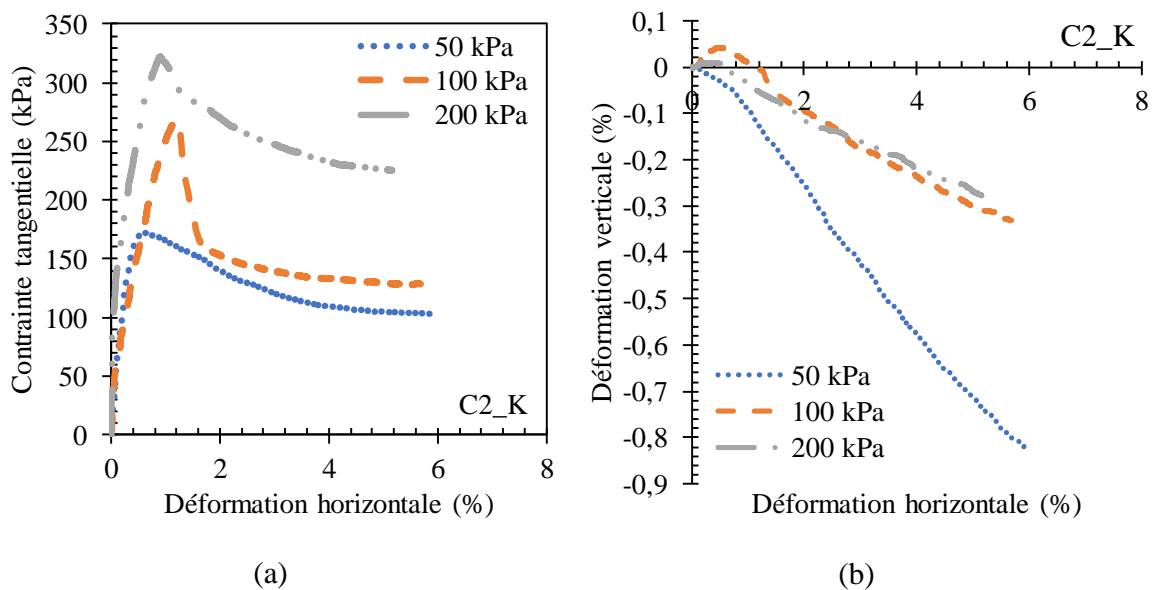 Contrainte tangentielle (kPa)
350
300
250
200
150
100
50
0
50 kPa
100 kPa
200 kPa
C2_K
0
2
4
6
8
Déformation horizontale (%)
(a)
Déformation verticale (%)
0,1
0
-0,1
-0,2
-0,3
-0,4
-0,5
-0,6
-0,7
-0,8
-0,9
C2_K
0
2
4
6
8
50 kPa
100 kPa
200 kPa
Déformation horizontale (%)
(b)